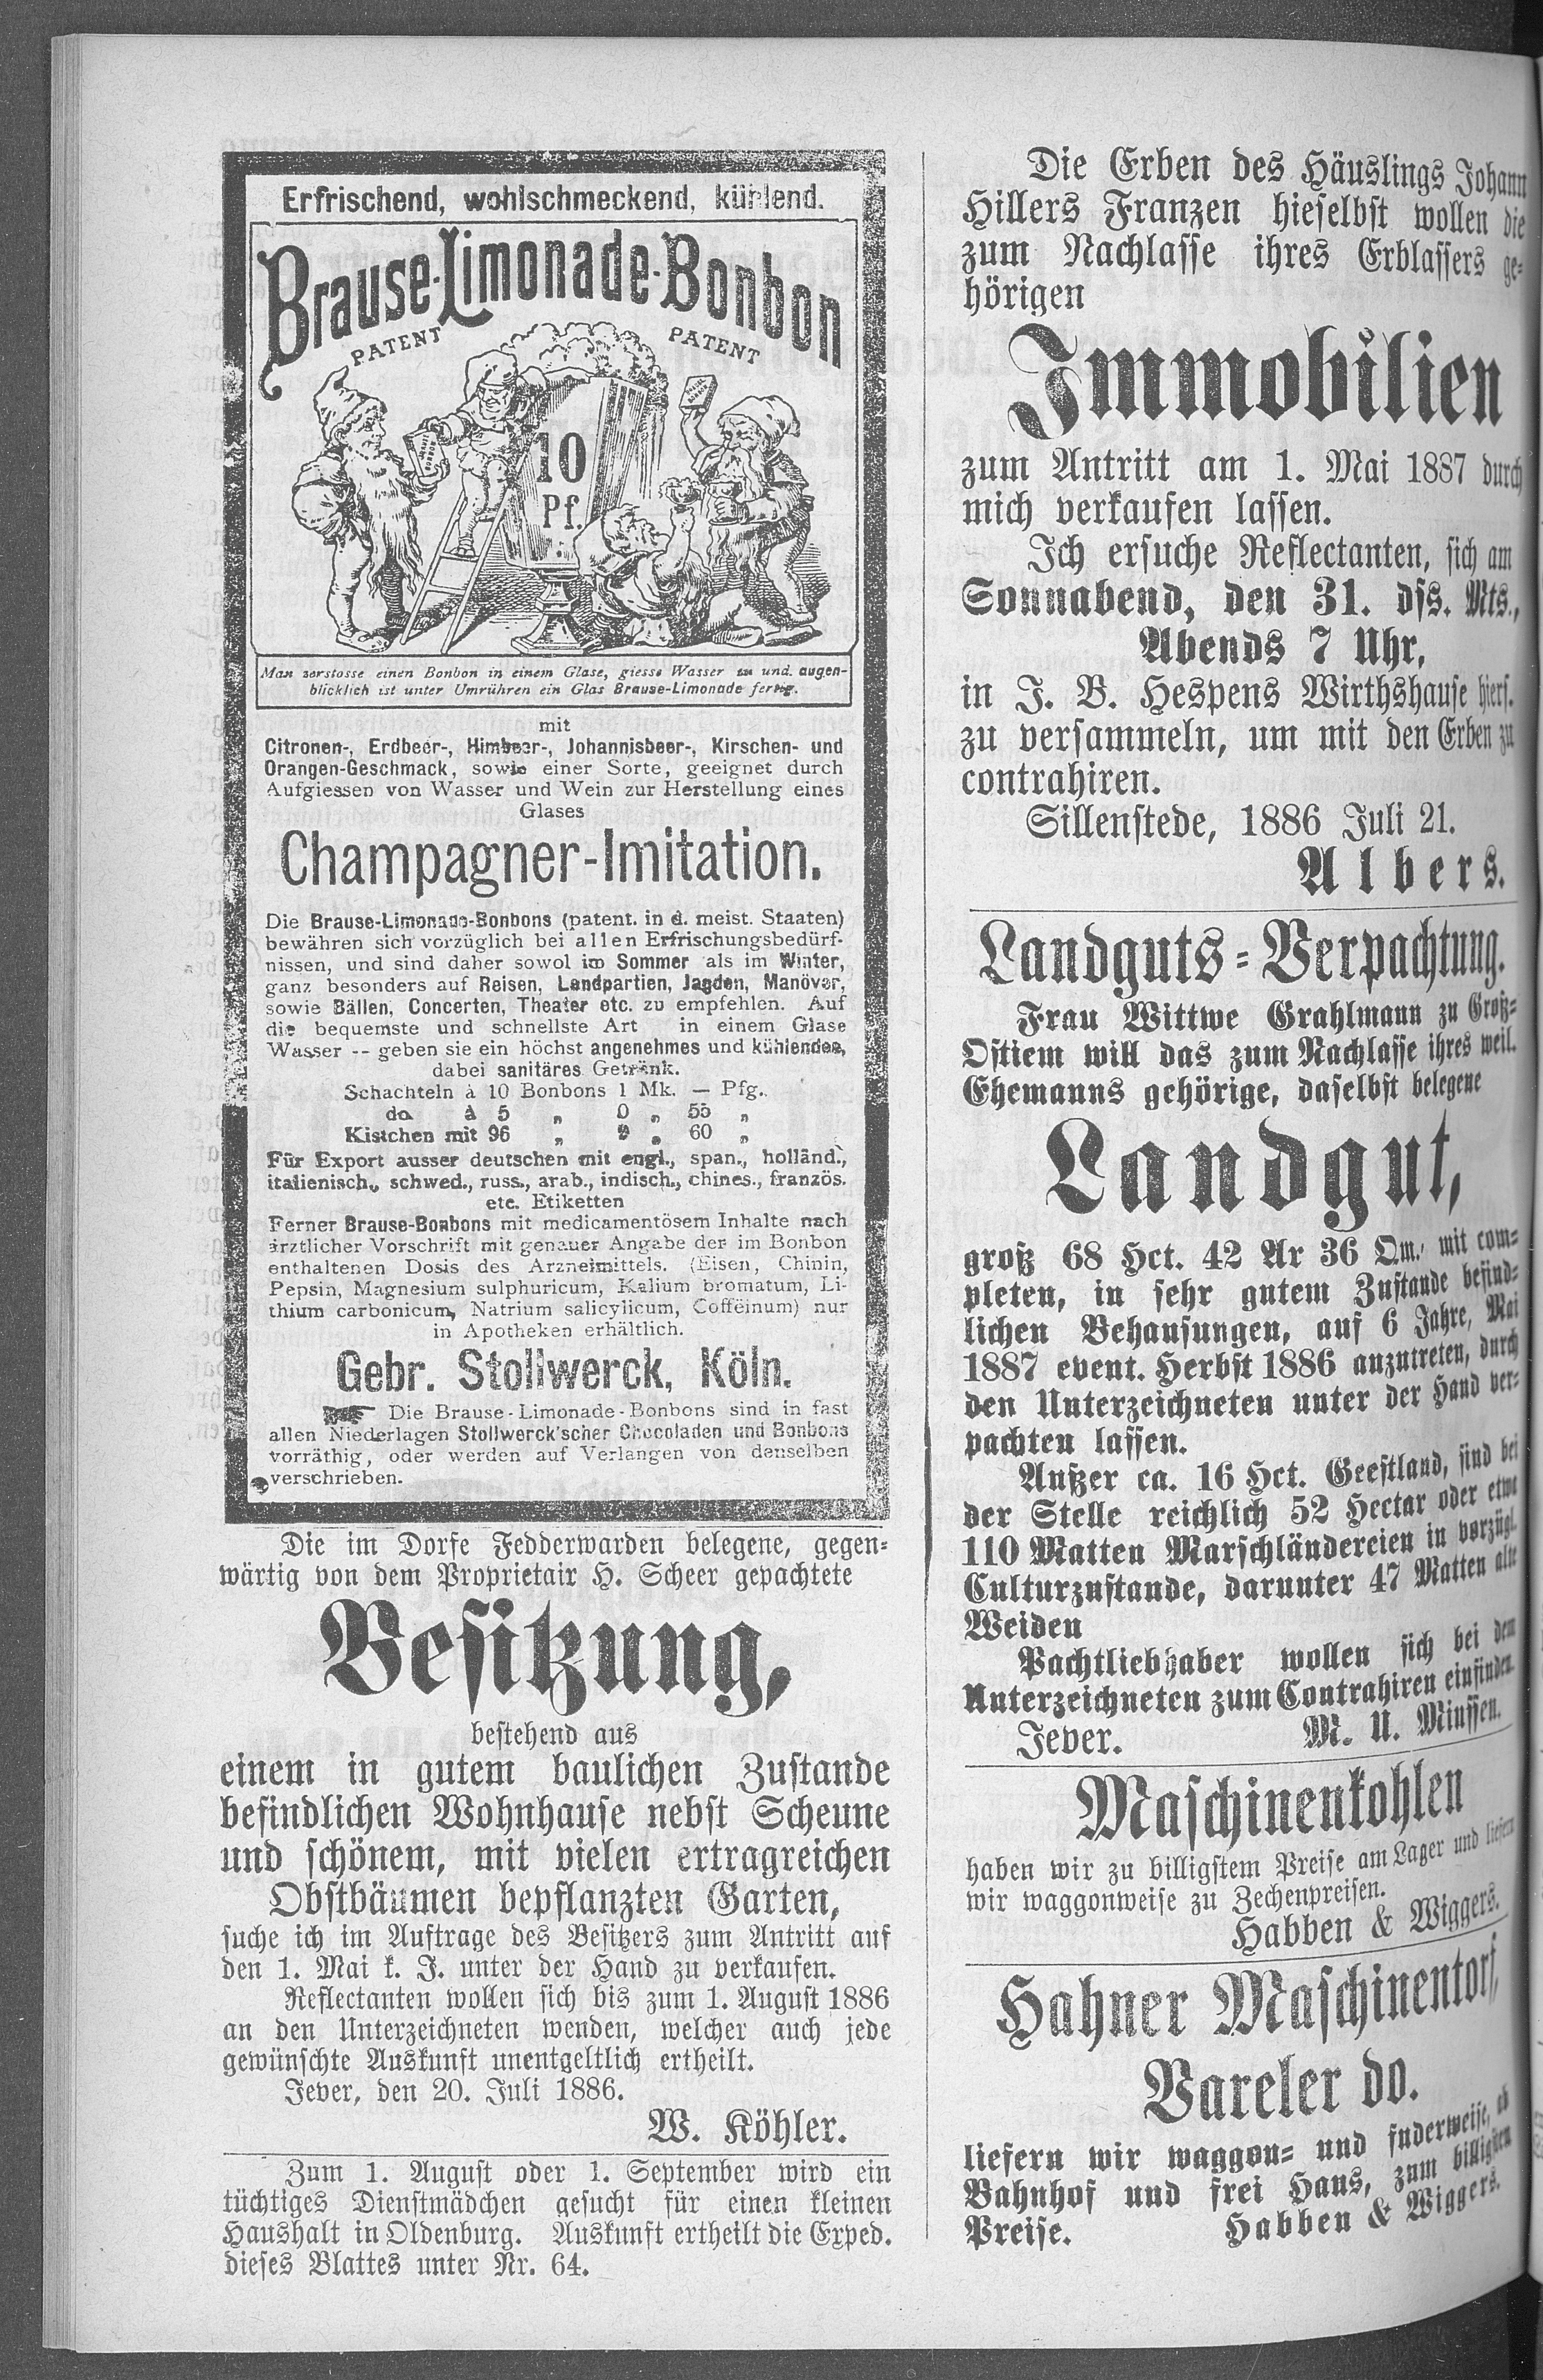 Erfrischend, wohlschmeckend, kühlend.
Brause-Limonade-Bonbon
PATENT
PATENT
10
Pf.
Man zerstosse einen Bonbon in einem Glase, giesse Wasser zu und augen-
blicklich ist unter Umrühren ein Glas Brause-Limonade fertig.
mit
Citronen-, Erdbeer-, Himbeer-, Johannisbeer-, Kirschen- und
Orangen-Geschmack, sowie einer Sorte, geeignet durch
Aufgiessen von Wasser und Wein zur Herstellung eines
Glases
Champagner-Imitation.
Die Brause-Limonade-Bonbons (patent. in d. meist. Staaten)
bewähren sich vorzüglich bei allen Erfrischungsbedürf-
nissen, und sind daher sowol im Sommer als im Winter,
ganz besonders auf Reisen, Landpartien, Jagden, Manöver,
sowie Bällen, Concerten, Theater etc. zu empfehlen. Auf
die bequemste und schnellste Art in einem Glase
Wasser -- geben sie ein höchst angenehmes und kühlendes,
dabei sanitäres Getränk.
Schachteln à 10 Bonbons 1 Mk. — Pfg.
do. à 5 „ 0 „ 55 „
Kistchen mit 96 „ 9 „ 60 „
Für Export ausser deutschen mit engl., span., holländ.,
italienisch., schwed., russ., arab., indisch., chines., französ.
etc. Etiketten
Ferner Brause-Bonbons mit medicamentösem Inhalte nach
ärztlicher Vorschrift mit genauer Angabe der im Bonbon
enthaltenen Dosis des Arzneimittels. (Eisen, Chinin,
Pepsin, Magnesium sulphuricum, Kalium bromatum, Li-
thium carbonicum, Natrium salicylicum, Coffëinum) nur
in Apotheken erhältlich.
Gebr. Stollwerck, Köln.
Die Brause-Limonade-Bonbons sind in fast
allen Niederlagen Stollwerck'scher Chocoladen und Bonbons
vorräthig, oder werden auf Verlangen von denselben
verschrieben.
Die im Dorfe Fedderwarden belegene, gegen-
wärtig von dem Proprietair H. Scheer gepachtete
Besitzung,
bestehend aus
einem in gutem baulichen Zustande
befindlichen Wohnhause nebst Scheune
und schönem, mit vielen ertragreichen
Obstbäumen bepflanzten Garten,
suche ich im Auftrage des Besitzers zum Antritt auf
den 1. Mai k. J. unter der Hand zu verkaufen.
Reflectanten wollen sich bis zum 1. August 1886
an den Unterzeichneten wenden, welcher auch jede
gewünschte Auskunft unentgeltlich ertheilt.
Jever, den 20. Juli 1886.
W. Köhler.
Zum 1. August oder 1. September wird ein
tüchtiges Dienstmädchen gesucht für einen kleinen
Haushalt in Oldenburg. Auskunft ertheilt die Exped.
dieses Blattes unter Nr. 64.
Die Erben des Häuslings Johann
Hillers Franzen hieselbst wollen die
zum Nachlasse ihres Erblassers ge-
hörigen
Immobilien
zum Antritt am 1. Mai 1887 durch
mich verkaufen lassen.
Ich ersuche Reflectanten, sich am
Sonnabend, den 31. dss. Mts.,
Abends 7 Uhr,
in J. B. Hespens Wirthshause hiers.
zu versammeln, um mit den Erben zu
contrahiren.
Sillenstede, 1886 Juli 21.
Albers.
Landguts-Verpachtung.
Frau Wittwe Grahlmann zu Groß-
Ostiem will das zum Nachlasse ihres weil.
Ehemanns gehörige, daselbst belegene
Landgut,
groß 68 Hct. 42 Ar 36 Qm. mit com-
pleten, in sehr gutem Zustande befind-
lichen Behausungen, auf 6 Jahre, Mai
1887 event. Herbst 1886 anzutreten, durch
den Unterzeichneten unter der Hand ver-
pachten lassen.
Außer ca. 16 Hct. Geestland, sind bei
der Stelle reichlich 52 Hectar oder etwa
110 Matten Marschländereien in vorzügl.
Culturzustande, darunter 47 Matten alte
Weiden
Pachtliebhaber wollen sich bei dem
Unterzeichneten zum Contrahiren einfinden.
Jever. M. U. Minssen.
Maschinenkohlen
haben wir zu billigstem Preise am Lager und liefern
wir waggonweise zu Zechenpreisen.
Habben & Wiggers.
Hahner Maschinentorf,
Vareler do.
liefern wir waggon- und fuderweise, ab
Bahnhof und frei Haus, zum billigsten
Preise. Habben & Wiggers.